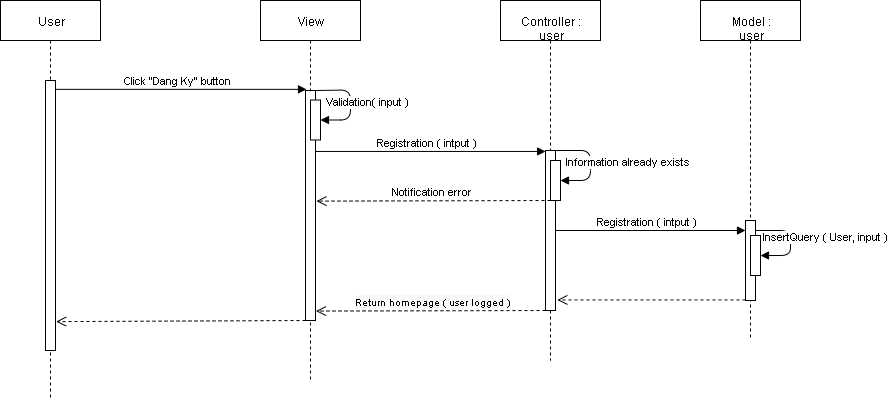 User
View
Controller :
user
Model :
user
Click "Dang Ky" button
Validation( input )
Registration ( intput )
Information already exists
Notification error
Registration ( intput )
InsertQuery ( User, input )
Return homepage ( user logged )